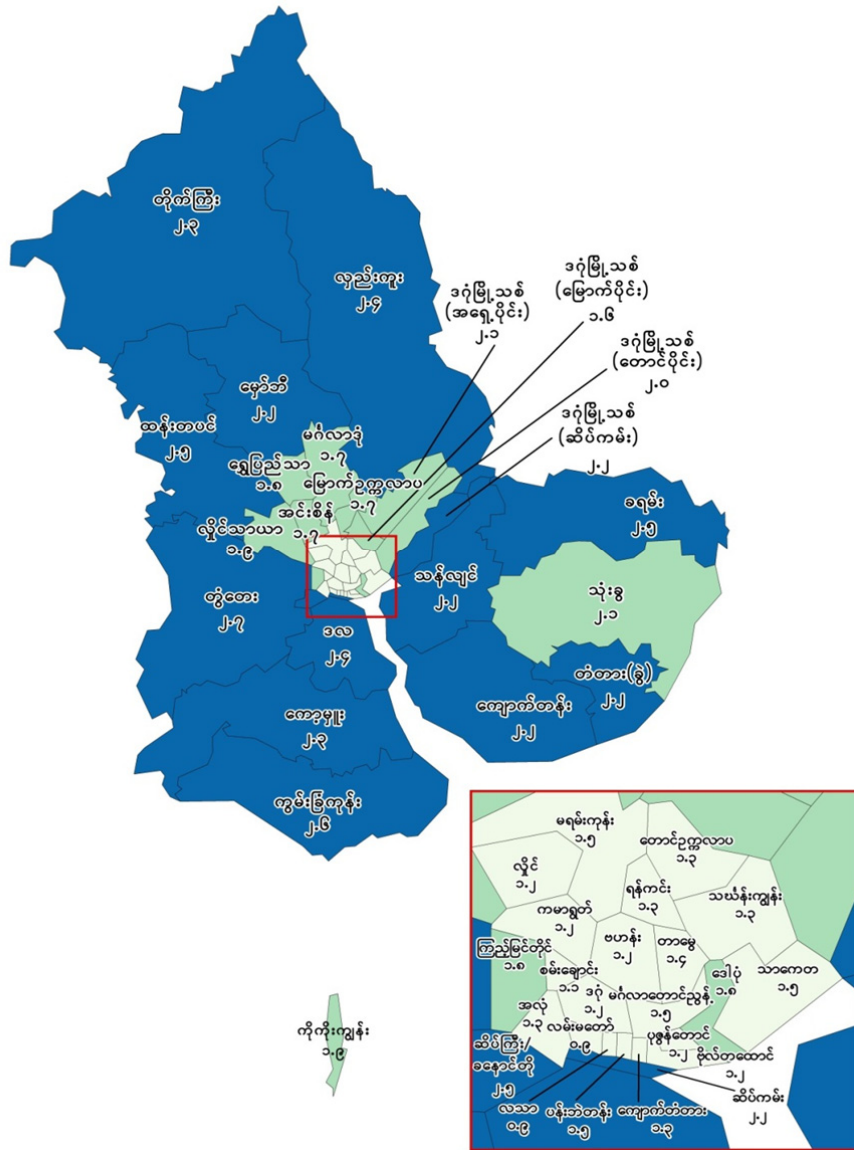 တိုက်ကြီး
၂.၃
လှည်းကူး
၂.၄
ဒဂုံမြို့သစ်
(အရှေ့ပိုင်း)
၂.၁
ဒဂုံမြို့သစ်
(မြောက်ပိုင်း)
၁.၆
ဒဂုံမြို့သစ်
(တောင်ပိုင်း)
၂.၀
ဒဂုံမြို့သစ်
(ဆိပ်ကမ်း)
၂.၂
မှော်ဘီ
၂.၂
ထန်းတပင်
၂.၅
မင်္ဂလာဒုံ
၁.၇
ရွှေပြည်သာ
၁.၈
မြောက်ဥက္ကလာပ
၁.၇
အင်းစိန်
၁.၇
လှိုင်သာယာ
၁.၉
ခရမ်း
၂.၅
သန်လျင်
၂.၂
သုံးခွ
၂.၁
တွံတေး
၂.၇
ဒလ
၂.၄
တံတား(ခွဲ)
၂.၂
ကျောက်တန်း
၂.၂
ကော့မှူး
၂.၃
ကွမ်းခြံကုန်း
၂.၆
ကိုကိုးကျွန်း
၁.၉
မရမ်းကုန်း
၁.၅
တောင်ဥက္ကလာပ
၁.၃
လှိုင်
၁.၂
ရန်ကင်း
၁.၃
သင်္ဃန်းကျွန်း
၁.၃
ကမာရွတ်
၁.၂
ဗဟန်း
၁.၂
တာမွေ
၁.၄
ကြည့်မြင်တိုင်
၁.၈
စမ်းချောင်း
၁.၁
ဒေါပုံ
၁.၈
သာကေတ
၁.၅
ဒဂုံ
၁.၂
မင်္ဂလာတောင်ညွန့်
၁.၅
အလုံ
၁.၃
လမ်းမတော်
၀.၉
ပုဇွန်တောင်
၁.၂
ဗိုလ်တထောင်
၁.၂
ဆိပ်ကြီး/
ခနောင်တို
၂.၅
လသာ
၀.၉
ပန်းဘဲတန်း
၁.၅
ကျောက်တံတား
၁.၃
ဆိပ်ကမ်း
၂.၂